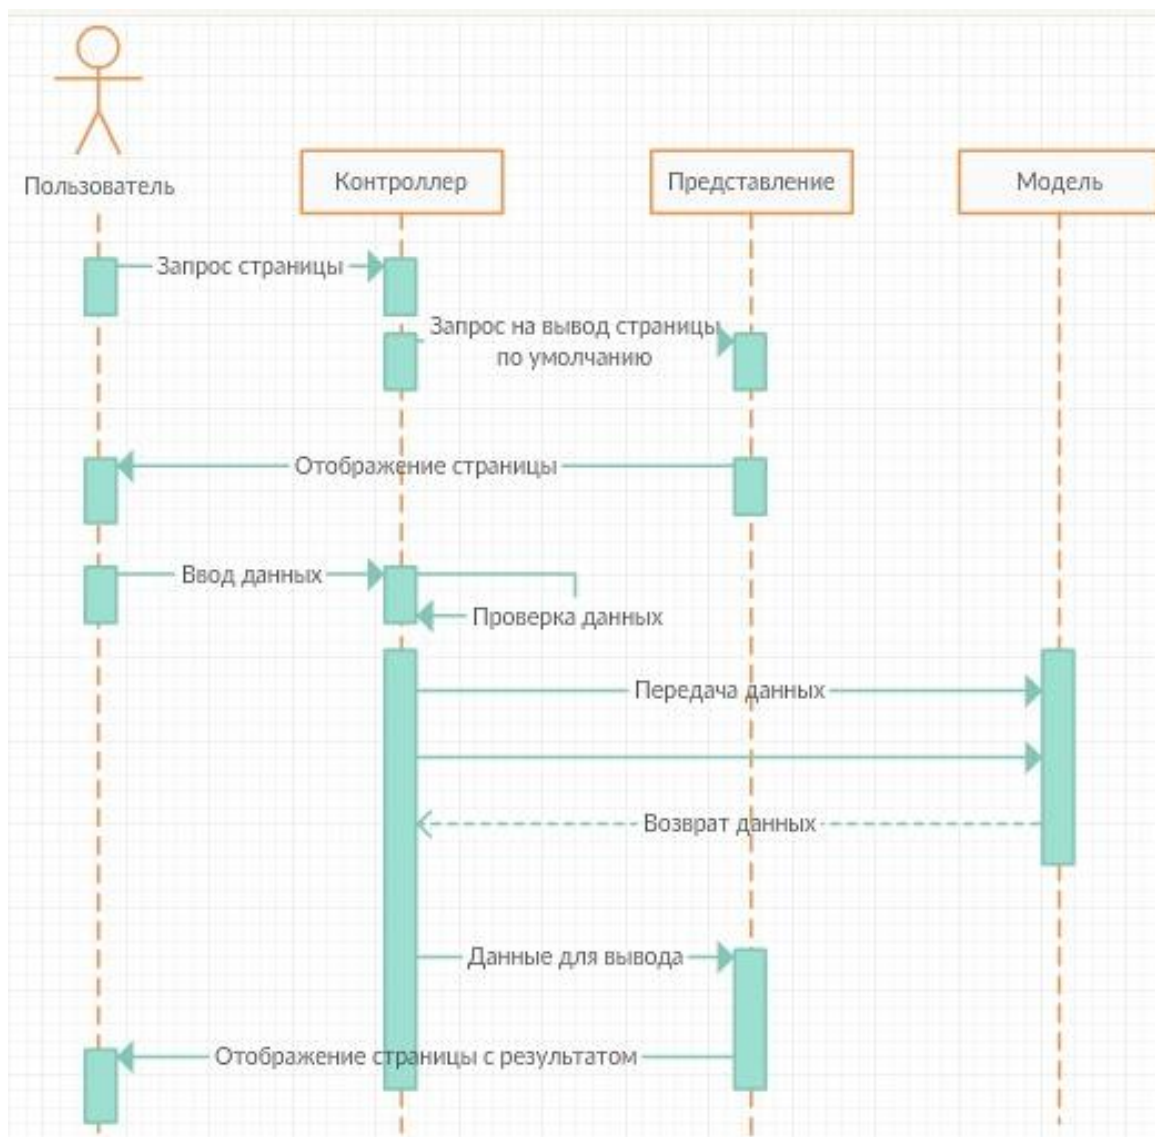 Пользователь
Контроллер
Представление
Модель
Запрос страницы
Запрос на вывод страницы
по умолчанию
Отображение страницы
Ввод данных
Проверка данных
Передача данных
Возврат данных
Данные для вывода
Отображение страницы с результатом